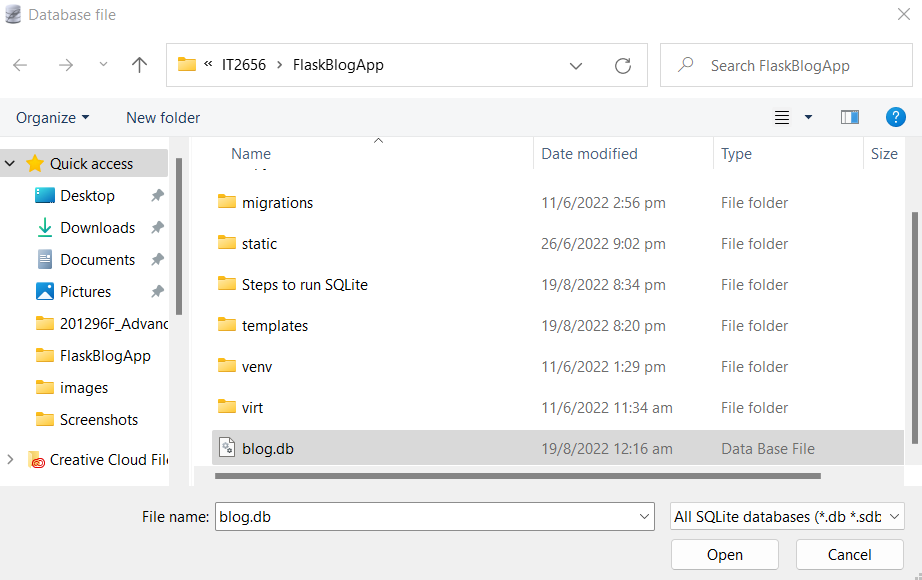 Database file
« IT2656 › FlaskBlogApp
Search FlaskBlogApp
Organize
New folder
?
Name Date modified Type Size
Quick access
Desktop
Downloads
Documents
Pictures
201296F_Advanc
FlaskBlogApp
images
Screenshots
Creative Cloud File
migrations 11/6/2022 2:56 pm File folder
static 26/6/2022 9:02 pm File folder
Steps to run SQLite 19/8/2022 8:34 pm File folder
templates 19/8/2022 8:20 pm File folder
venv 11/6/2022 1:29 pm File folder
virt 11/6/2022 11:34 am File folder
blog.db 19/8/2022 12:16 am Data Base File
File name: blog.db
All SQLite databases (*.db *.sdb
Open
Cancel